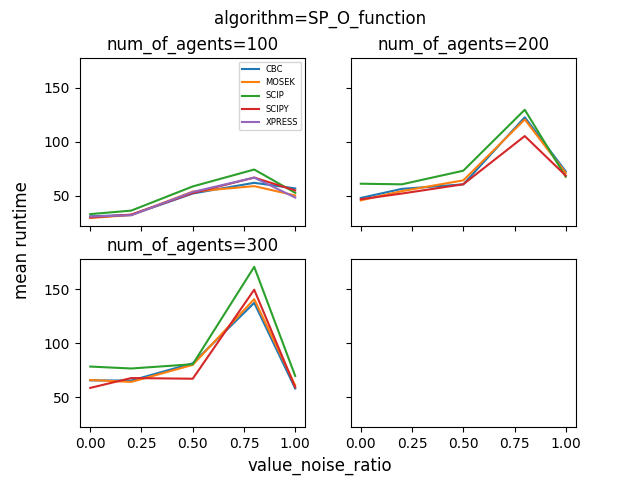 algorithm=SP_O_function
num_of_agents=100
num_of_agents=200
CBC
MOSEK
SCIP
SCIPY
XPRESS
150
100
50
mean runtime
num_of_agents=300
150
100
50
0.00 0.25 0.50 0.75 1.00
0.00 0.25 0.50 0.75 1.00
value_noise_ratio